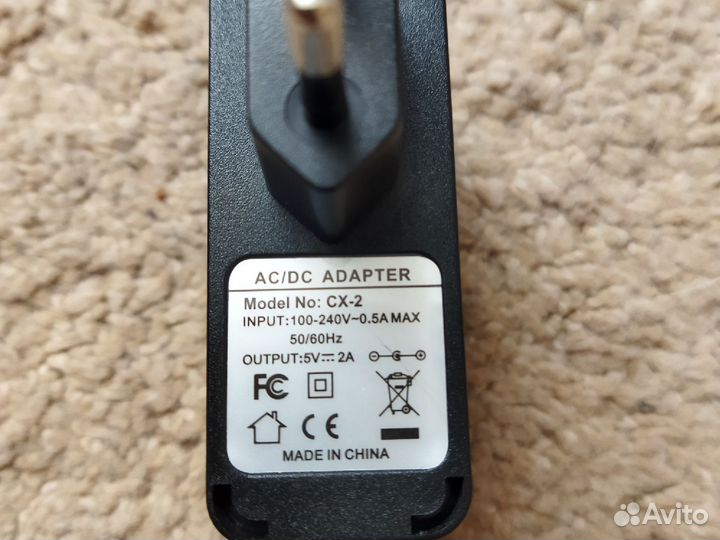 AC/DC ADAPTER
Model No: CX-2
INPUT:100-240V~0.5A MAX
50/60Hz
OUTPUT:5V⎓2A
FC
CE
MADE IN CHINA
Avito